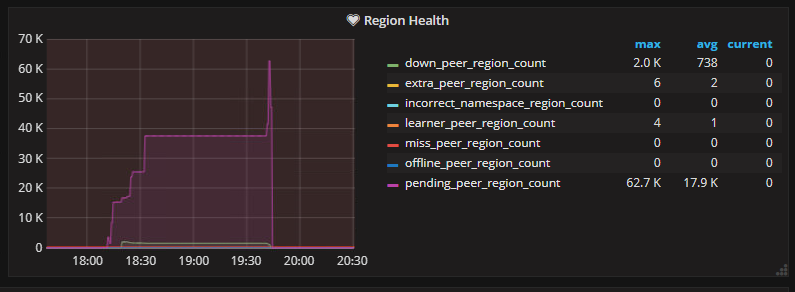 Region Health
70 K
60 K
50 K
40 K
30 K
20 K
10 K
0
18:00 18:30 19:00 19:30 20:00 20:30
max avg current
down_peer_region_count 2.0 K 738 0
extra_peer_region_count 6 2 0
incorrect_namespace_region_count 0 0 0
learner_peer_region_count 4 1 0
miss_peer_region_count 0 0 0
offline_peer_region_count 0 0 0
pending_peer_region_count 62.7 K 17.9 K 0